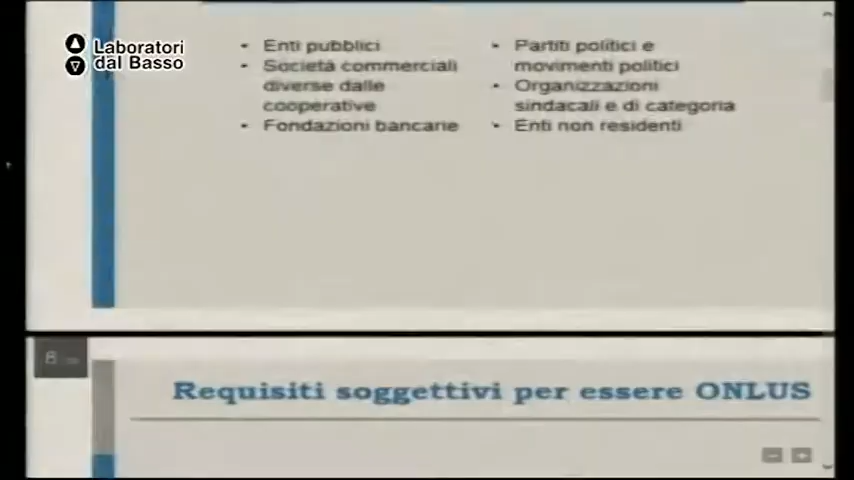 Laboratori
dal Basso
• Enti pubblici
• Società commerciali
diverse dalle
cooperative
• Fondazioni bancarie
• Partiti politici e
movimenti politici
• Organizzazioni
sindacali e di categoria
• Enti non residenti
8
Requisiti soggettivi per essere ONLUS